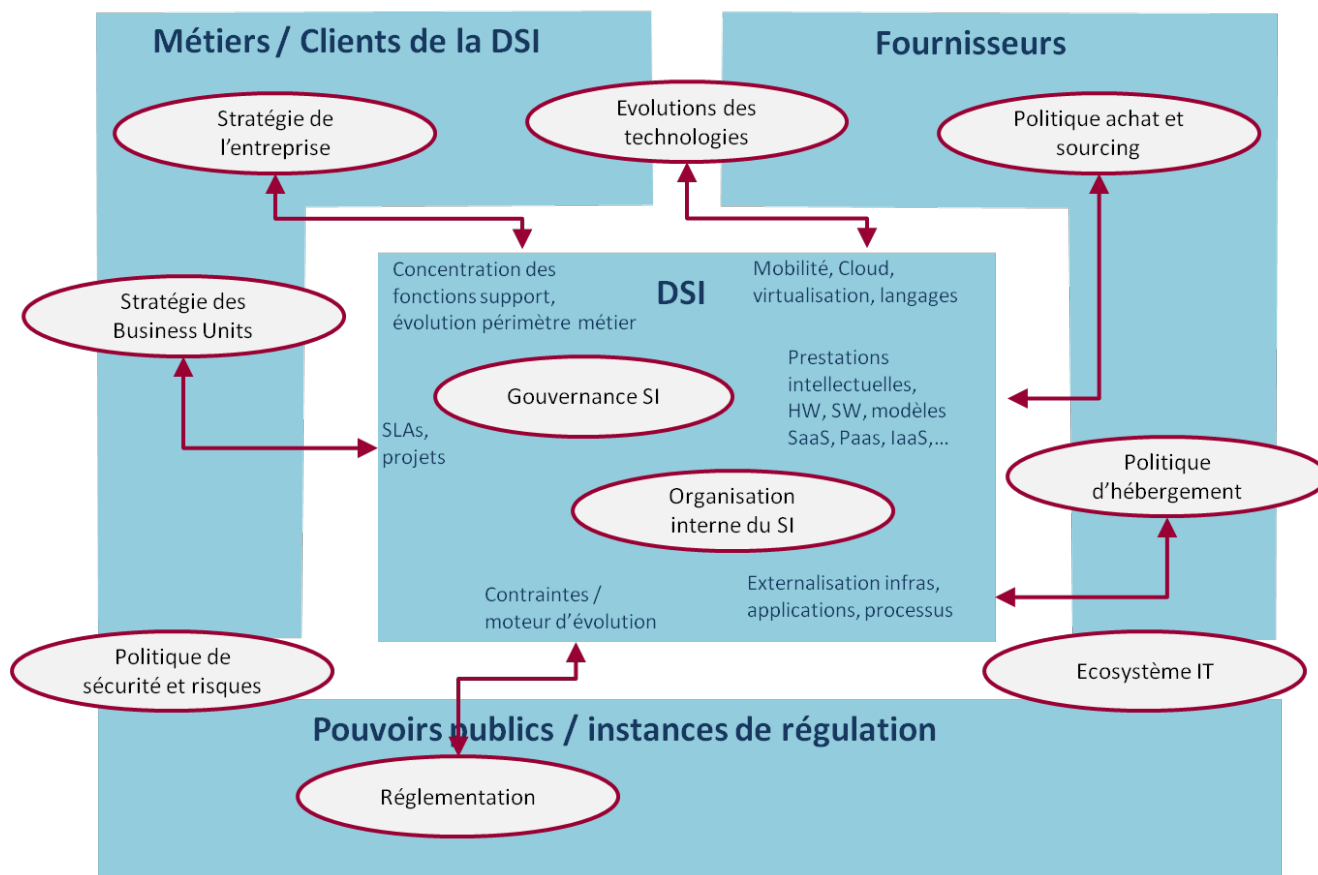 Métiers / Clients de la DSI
Fournisseurs
Stratégie de
l'entreprise
Evolutions des
technologies
Politique achat et
sourcing
Concentration des
fonctions support,
évolution périmètre métier
DSI
Mobilité, Cloud,
virtualisation, langages
Stratégie des
Business Units
Gouvernance SI
Prestations
intellectuelles,
HW, SW, modèles
SaaS, Paas, IaaS,...
SLAs,
projets
Politique
d'hébergement
Organisation
interne du SI
Contraintes /
moteur d'évolution
Externalisation infras,
applications, processus
Politique de
sécurité et risques
Ecosystème IT
Pouvoirs publics / instances de régulation
Réglementation